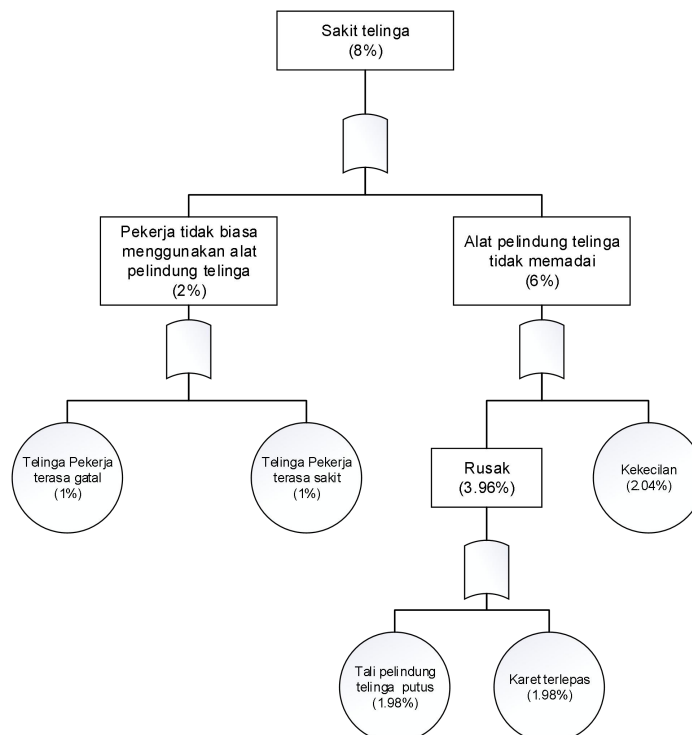 Sakit telinga
(8%)
Pekerja tidak biasa
menggunakan alat
pelindung telinga
(2%)
Alat pelindung telinga
tidak memadai
(6%)
Telinga Pekerja
terasa gatal
(1%)
Telinga Pekerja
terasa sakit
(1%)
Rusak
(3.96%)
Kekecilan
(2.04%)
Tali pelindung
telinga putus
(1.98%)
Karet terlepas
(1.98%)